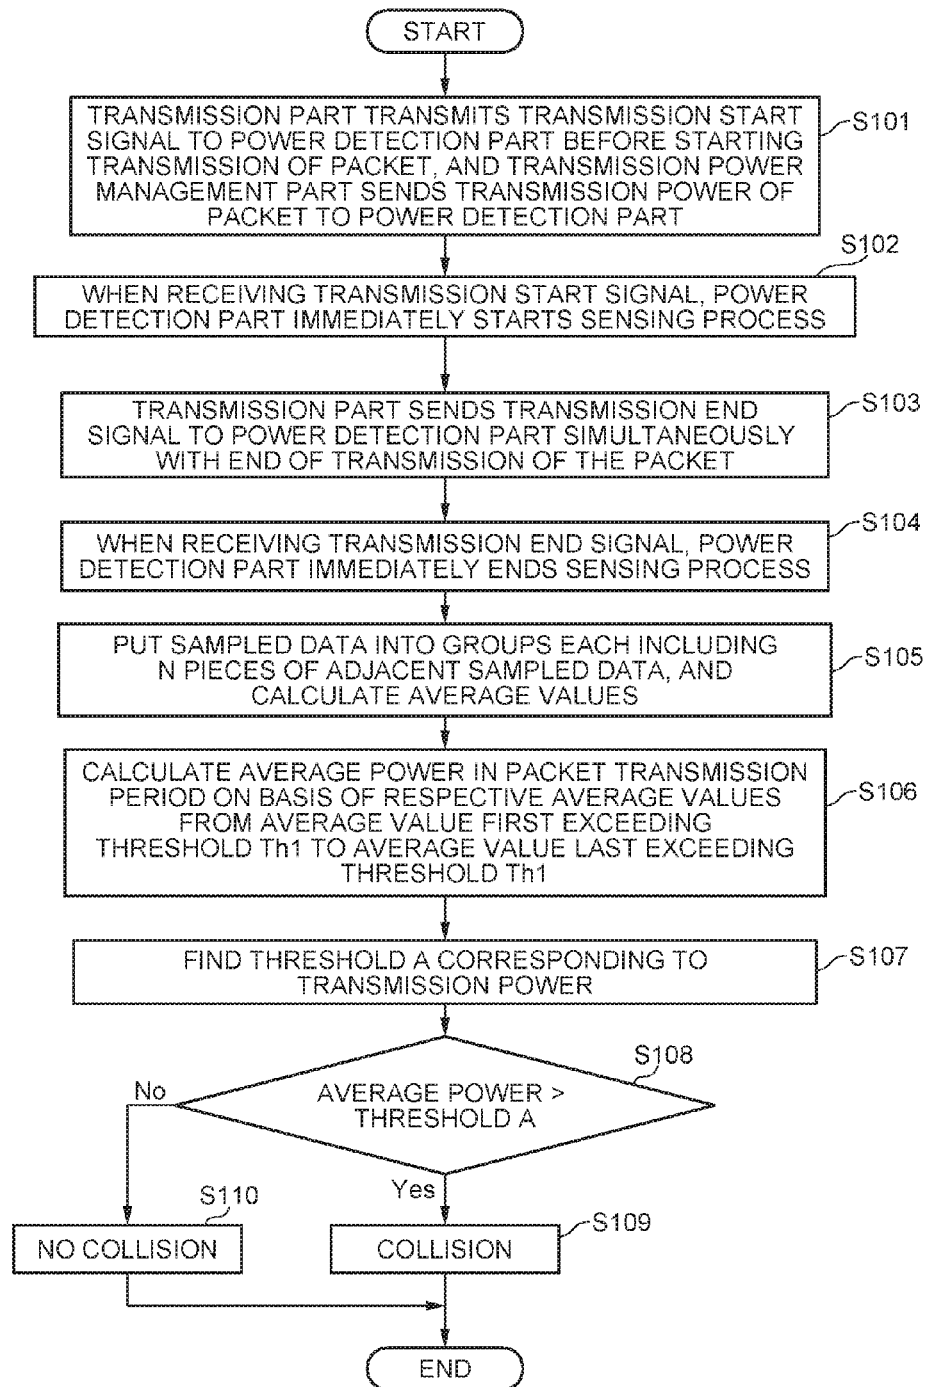 START
TRANSMISSION PART TRANSMITS TRANSMISSION START
SIGNAL TO POWER DETECTION PART BEFORE STARTING
TRANSMISSION OF PACKET, AND TRANSMISSION POWER
MANAGEMENT PART SENDS TRANSMISSION POWER OF
PACKET TO POWER DETECTION PART
S101
S102
WHEN RECEIVING TRANSMISSION START SIGNAL, POWER
DETECTION PART IMMEDIATELY STARTS SENSING PROCESS
S103
TRANSMISSION PART SENDS TRANSMISSION END
SIGNAL TO POWER DETECTION PART SIMULTANEOUSLY
WITH END OF TRANSMISSION OF THE PACKET
S104
WHEN RECEIVING TRANSMISSION END SIGNAL, POWER
DETECTION PART IMMEDIATELY ENDS SENSING PROCESS
PUT SAMPLED DATA INTO GROUPS EACH INCLUDING
N PIECES OF ADJACENT SAMPLED DATA, AND
CALCULATE AVERAGE VALUES
S105
CALCULATE AVERAGE POWER IN PACKET TRANSMISSION
PERIOD ON BASIS OF RESPECTIVE AVERAGE VALUES
FROM AVERAGE VALUE FIRST EXCEEDING
THRESHOLD Th1 TO AVERAGE VALUE LAST EXCEEDING
THRESHOLD Th1
S106
FIND THRESHOLD A CORRESPONDING TO
TRANSMISSION POWER
S107
S108
AVERAGE POWER >
THRESHOLD A
No
Yes
S110
NO COLLISION
S109
COLLISION
END